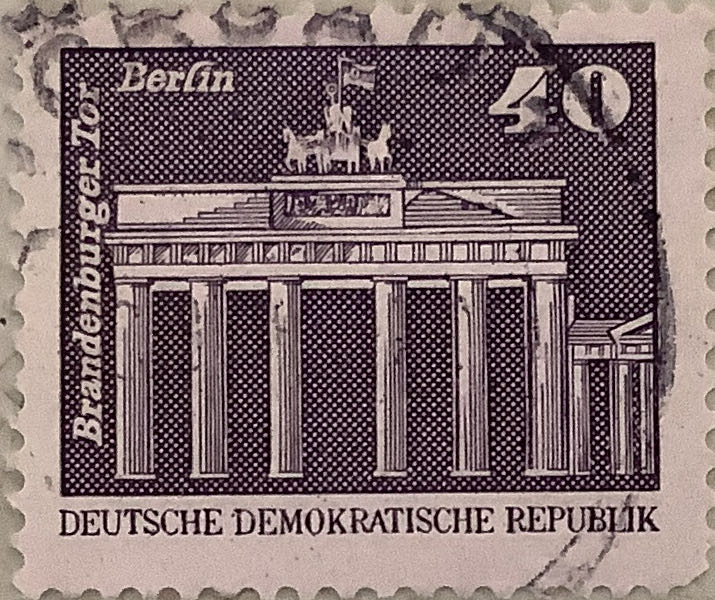 Berlin
40
Brandenburger Tor
DEUTSCHE DEMOKRATISCHE REPUBLIK